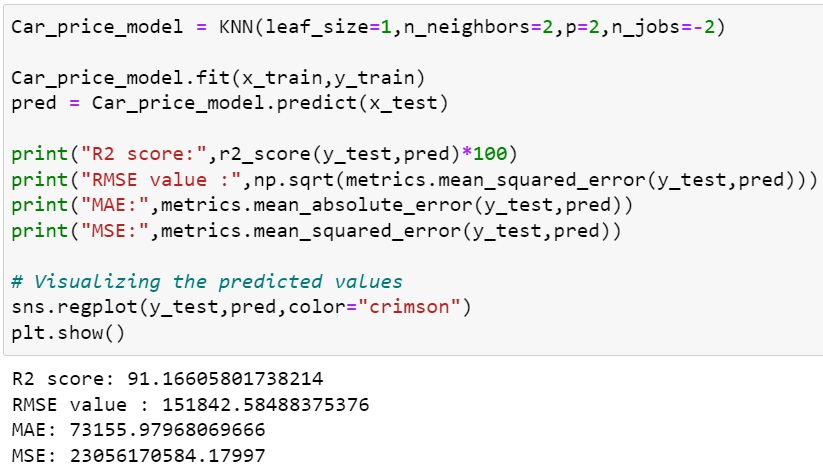 Car_price_model = KNN(leaf_size=1,n_neighbors=2,p=2,n_jobs=-2)
Car_price_model.fit(x_train,y_train)
pred = Car_price_model.predict(x_test)
print("R2 score:",r2_score(y_test,pred)*100)
print("RMSE value :",np.sqrt(metrics.mean_squared_error(y_test,pred)))
print("MAE:",metrics.mean_absolute_error(y_test,pred))
print("MSE:",metrics.mean_squared_error(y_test,pred))
# Visualizing the predicted values
sns.regplot(y_test,pred,color="crimson")
plt.show()
R2 score: 91.16605801738214
RMSE value : 151842.58488375376
MAE: 73155.97968069666
MSE: 23056170584.17997